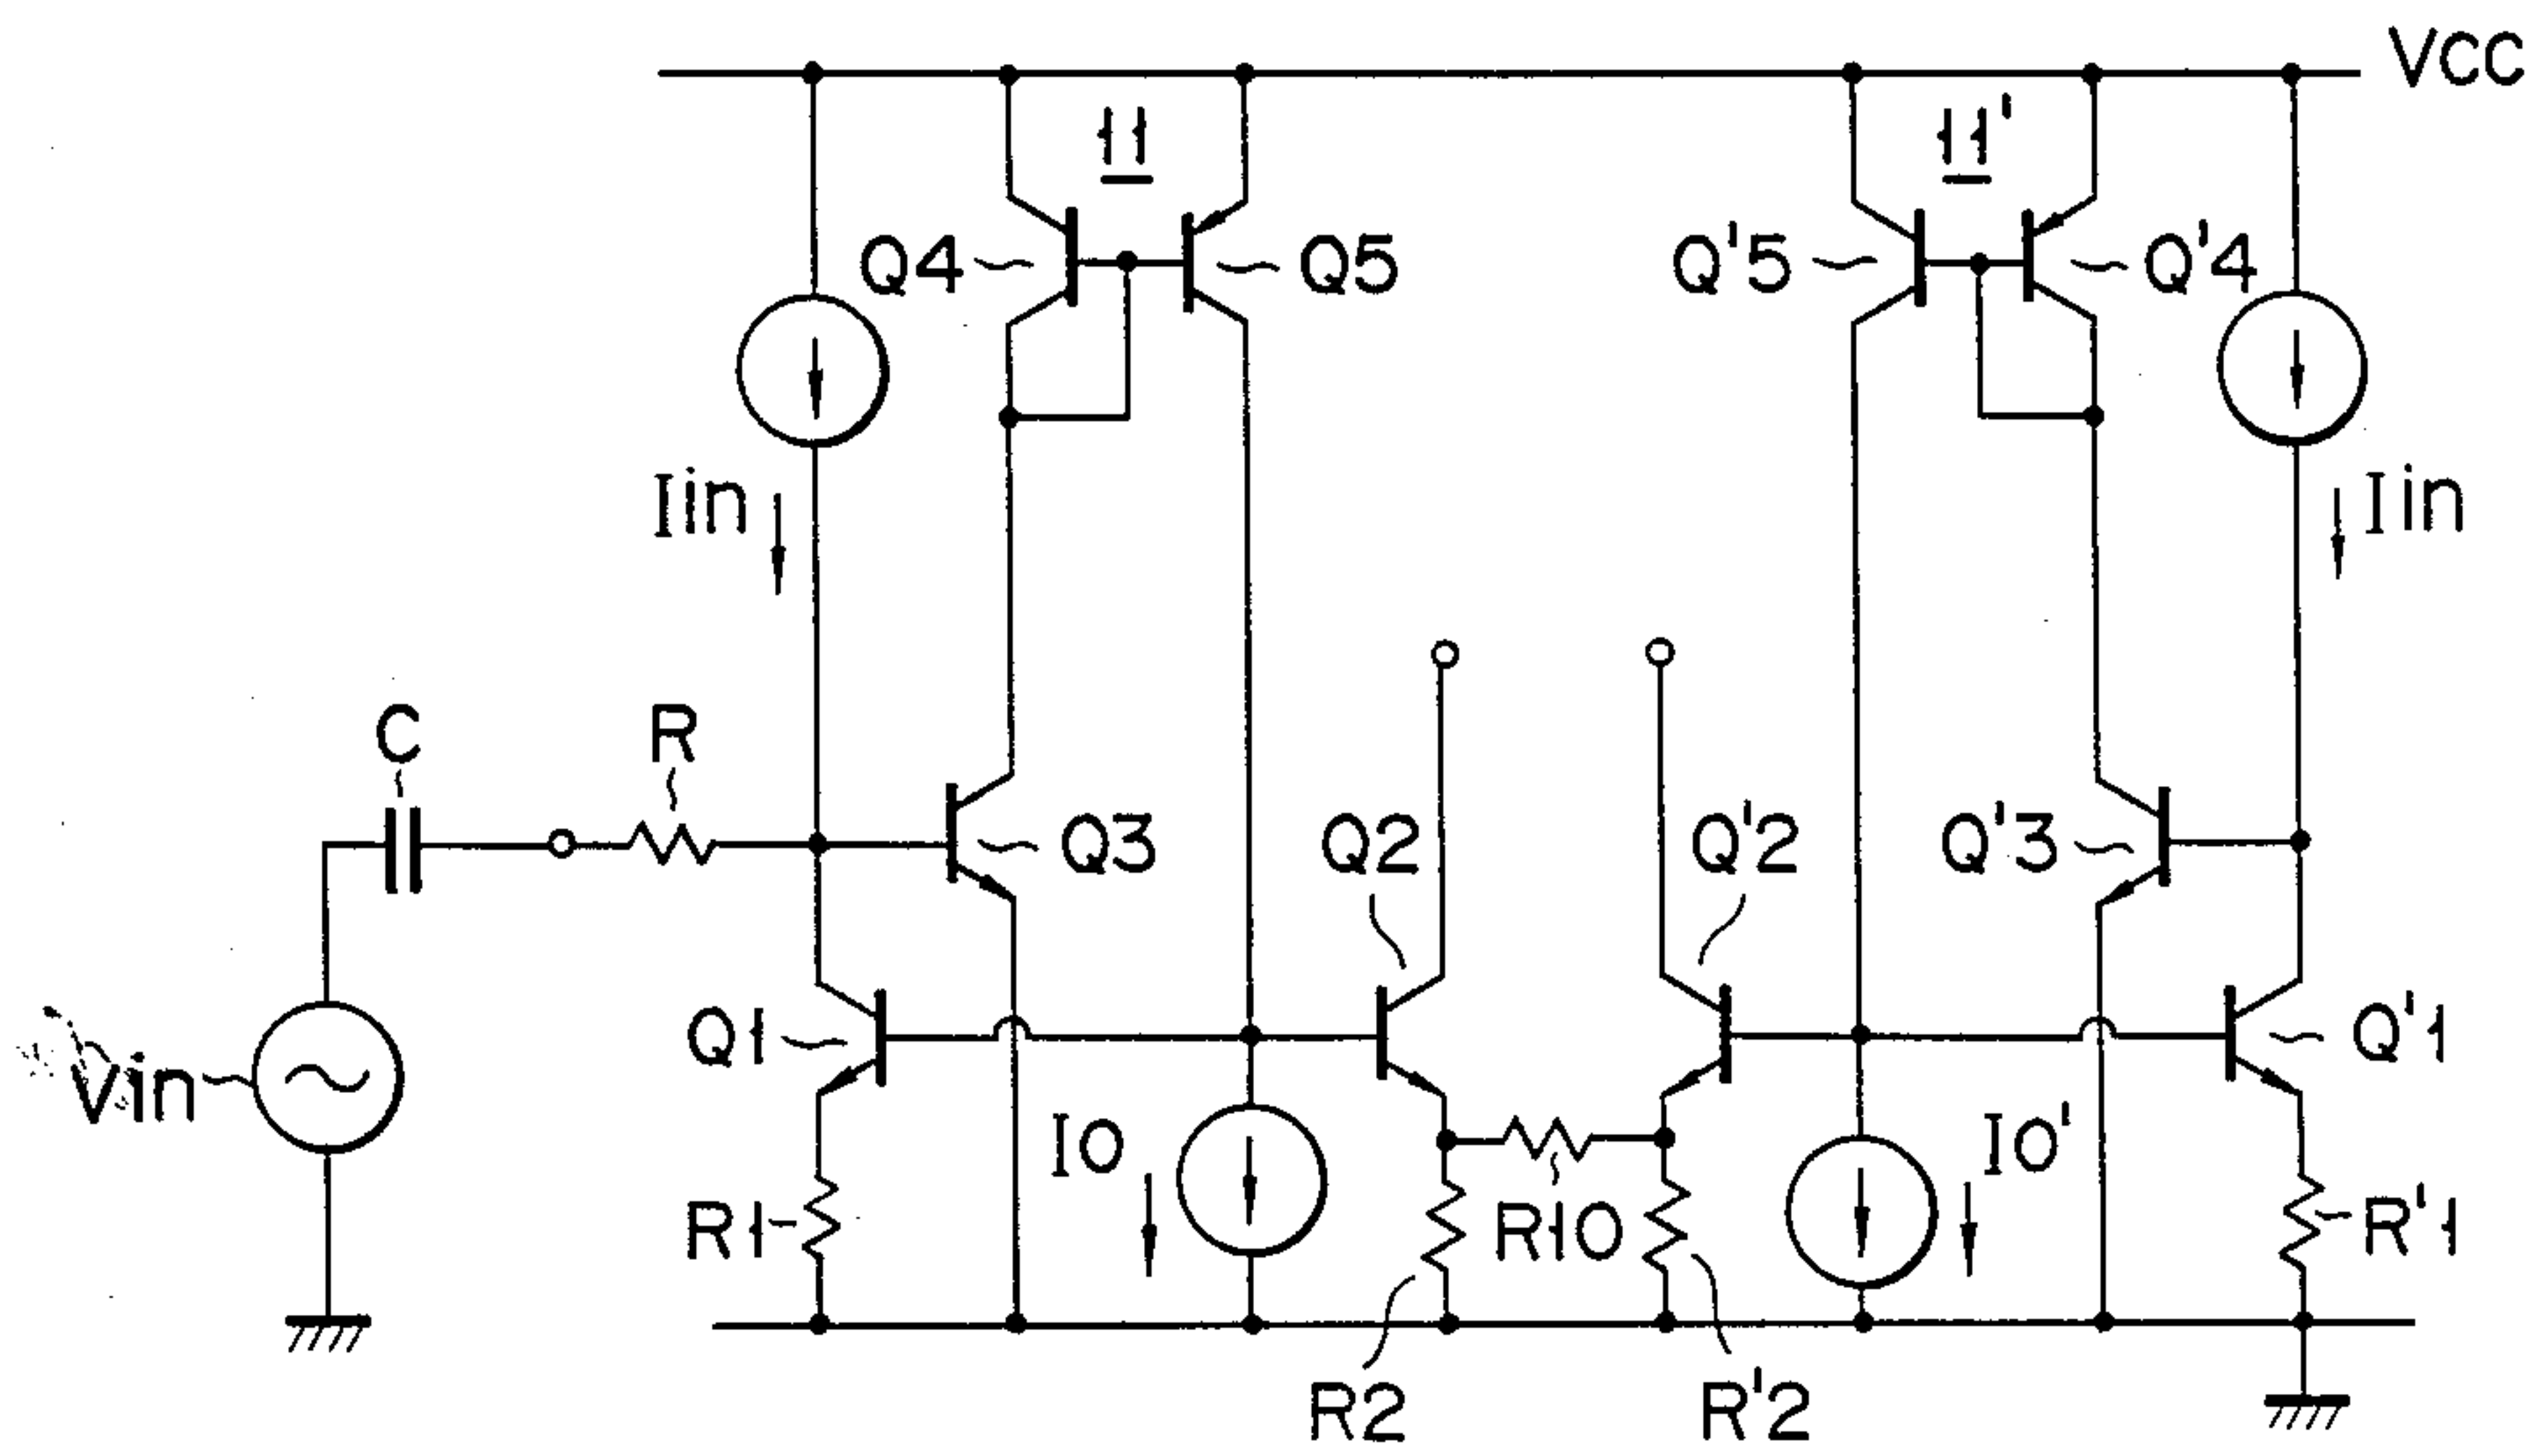 VCC
11
11'
Q4
Q5
Q'5
Q'4
Iin
Iin
C
R
Q3
Q2
Q'2
Q'3
Vin
Q1
Q'1
IO
IO'
R1
R10
R'1
R2
R'2